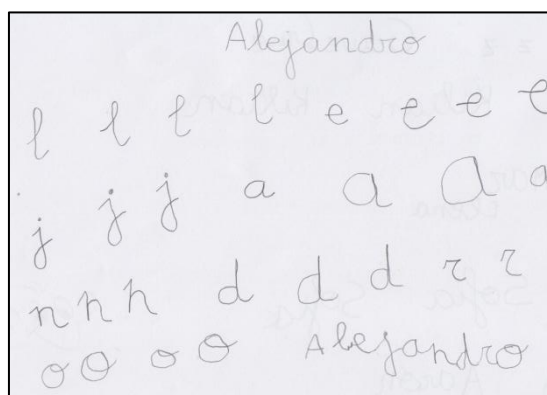 Alejandro
l l l l e e e e
j j j a a a a
n n n d d d r r
o o o o Alejandro